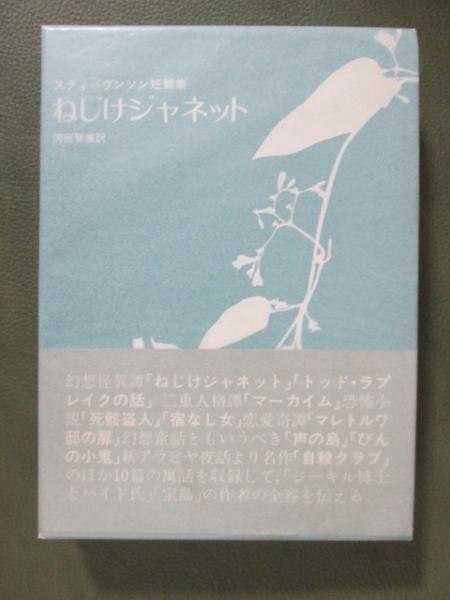 スティーヴンソン短篇集
ねじけジャネット
河田智雄訳
幻想怪異譚「ねじけジャネット」「トッド・ラプ
レイクの話」二重人格譚「マーカイム」恐怖小
説「死骸盗人」「宿なし女」恋愛奇譚「マレトルワ
邸の扉」幻想童話ともいうべき「声の島」「びん
の小鬼」新アラビヤ夜話より名作「自殺クラブ」
のほか10篇の寓話を収録して、「ジーキル博士
とハイド氏」「宝島」の作者の全容を伝える。